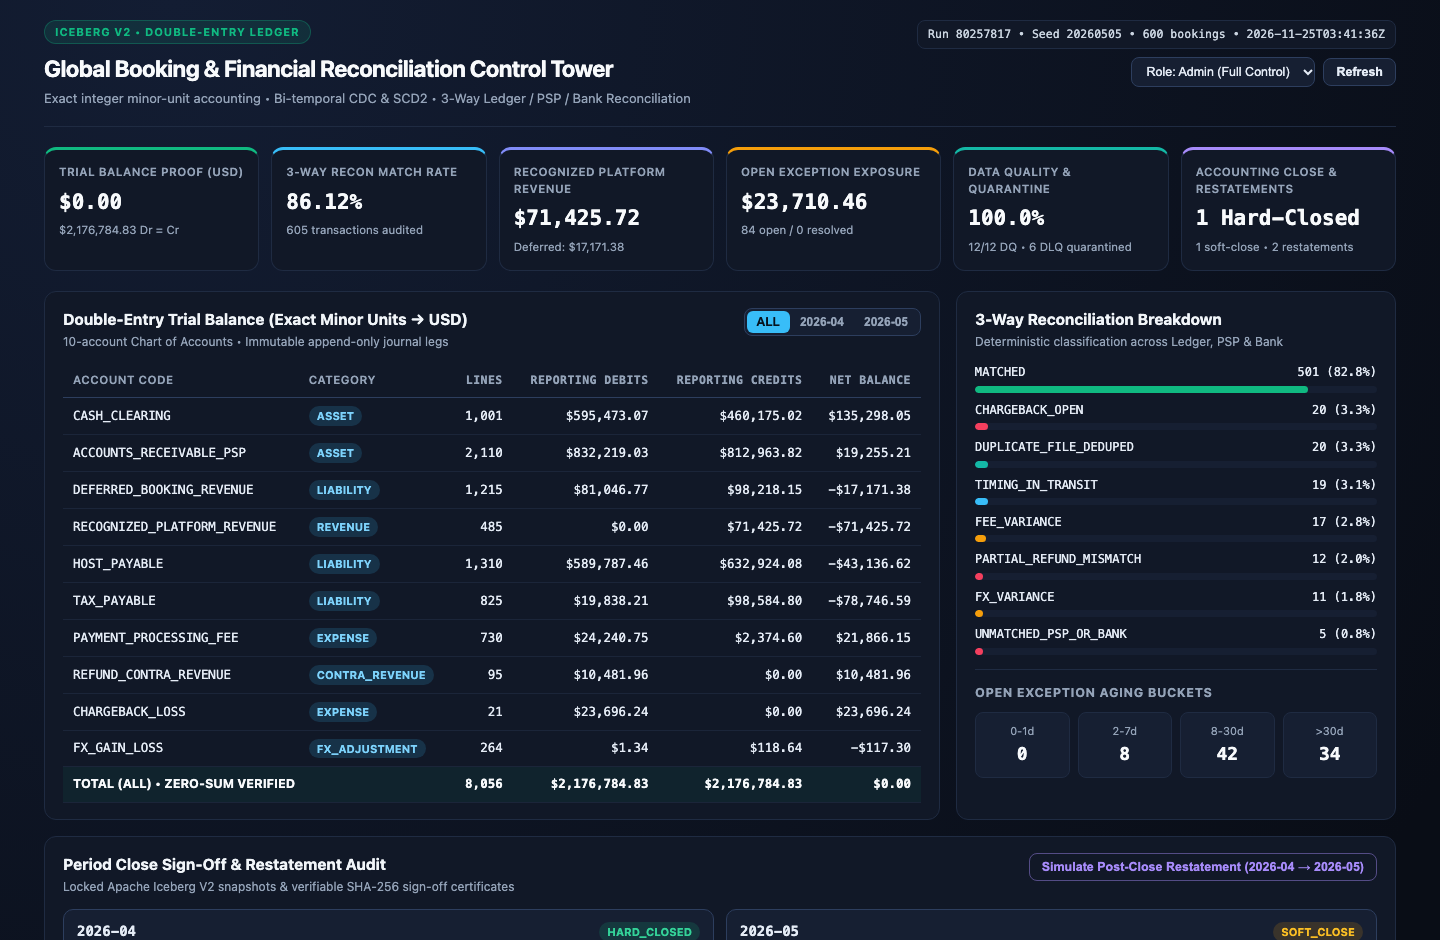 ICEBERG V2 • DOUBLE-ENTRY LEDGER
Run 80257817 • Seed 20260505 • 600 bookings • 2026-11-25T03:41:36Z
Global Booking & Financial Reconciliation Control Tower
Role: Admin (Full Control)
Refresh
Exact integer minor-unit accounting • Bi-temporal CDC & SCD2 • 3-Way Ledger / PSP / Bank Reconciliation
TRIAL BALANCE PROOF (USD)
$0.00
$2,176,784.83 Dr = Cr
3-WAY RECON MATCH RATE
86.12%
605 transactions audited
RECOGNIZED PLATFORM
REVENUE
$71,425.72
Deferred: $17,171.38
OPEN EXCEPTION EXPOSURE
$23,710.46
84 open / 0 resolved
DATA QUALITY &
QUARANTINE
100.0%
12/12 DQ • 6 DLQ quarantined
ACCOUNTING CLOSE &
RESTATEMENTS
1 Hard-Closed
1 soft-close • 2 restatements
Double-Entry Trial Balance (Exact Minor Units → USD)
10-account Chart of Accounts • Immutable append-only journal legs
ALL 2026-04 2026-05
ACCOUNT CODE CATEGORY LINES REPORTING DEBITS REPORTING CREDITS NET BALANCE
CASH_CLEARING ASSET 1,001 $595,473.07 $460,175.02 $135,298.05
ACCOUNTS_RECEIVABLE_PSP ASSET 2,110 $832,219.03 $812,963.82 $19,255.21
DEFERRED_BOOKING_REVENUE LIABILITY 1,215 $81,046.77 $98,218.15 −$17,171.38
RECOGNIZED_PLATFORM_REVENUE REVENUE 485 $0.00 $71,425.72 −$71,425.72
HOST_PAYABLE LIABILITY 1,310 $589,787.46 $632,924.08 −$43,136.62
TAX_PAYABLE LIABILITY 825 $19,838.21 $98,584.80 −$78,746.59
PAYMENT_PROCESSING_FEE EXPENSE 730 $24,240.75 $2,374.60 $21,866.15
REFUND_CONTRA_REVENUE CONTRA_REVENUE 95 $10,481.96 $0.00 $10,481.96
CHARGEBACK_LOSS EXPENSE 21 $23,696.24 $0.00 $23,696.24
FX_GAIN_LOSS FX_ADJUSTMENT 264 $1.34 $118.64 −$117.30
TOTAL (ALL) • ZERO-SUM VERIFIED 8,056 $2,176,784.83 $2,176,784.83 $0.00
3-Way Reconciliation Breakdown
Deterministic classification across Ledger, PSP & Bank
MATCHED 501 (82.8%)
CHARGEBACK_OPEN 20 (3.3%)
DUPLICATE_FILE_DEDUPED 20 (3.3%)
TIMING_IN_TRANSIT 19 (3.1%)
FEE_VARIANCE 17 (2.8%)
PARTIAL_REFUND_MISMATCH 12 (2.0%)
FX_VARIANCE 11 (1.8%)
UNMATCHED_PSP_OR_BANK 5 (0.8%)
OPEN EXCEPTION AGING BUCKETS
0-1d 2-7d 8-30d >30d
0 8 42 34
Period Close Sign-Off & Restatement Audit
Locked Apache Iceberg V2 snapshots & verifiable SHA-256 sign-off certificates
Simulate Post-Close Restatement (2026-04 → 2026-05)
2026-04 HARD_CLOSED
2026-05 SOFT_CLOSE